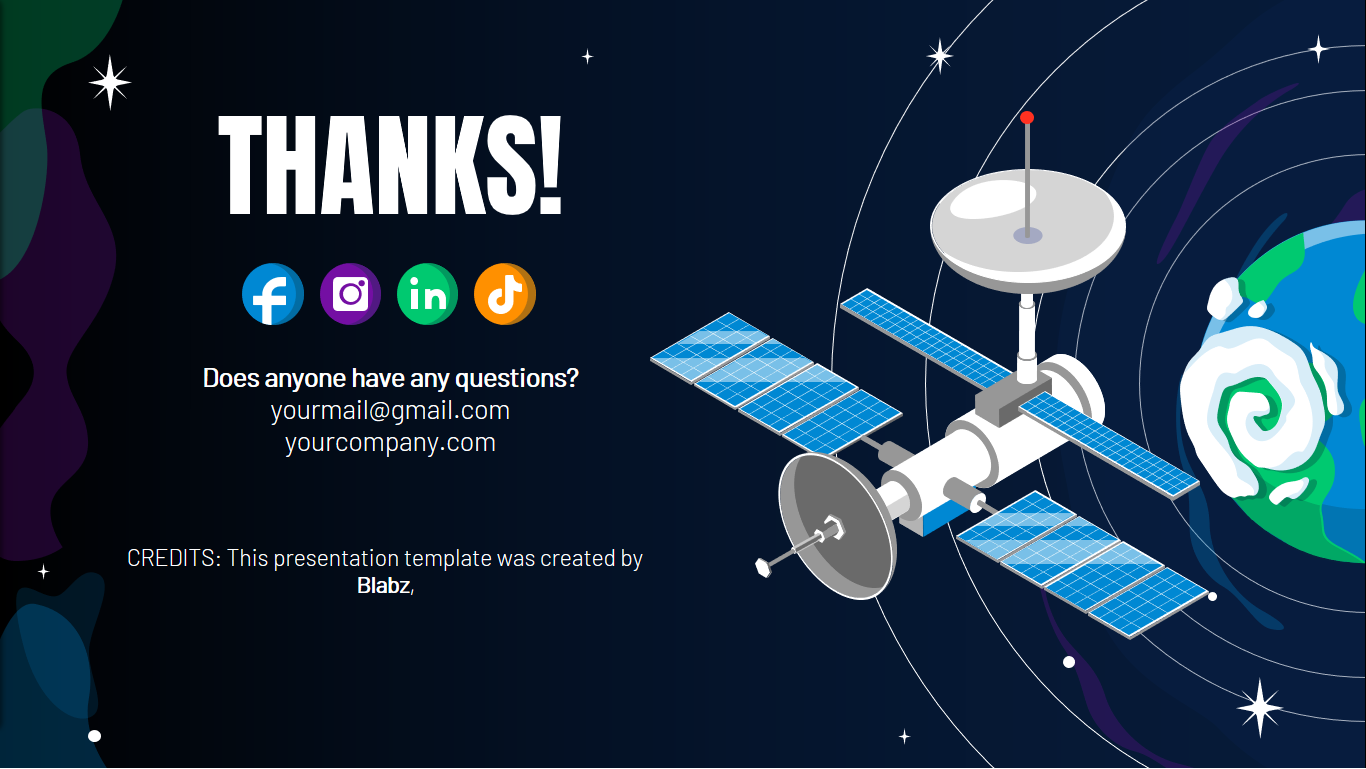 THANKS!
in
Does anyone have any questions?
yourmail@gmail.com
yourcompany.com
CREDITS: This presentation template was created by
Blabz,